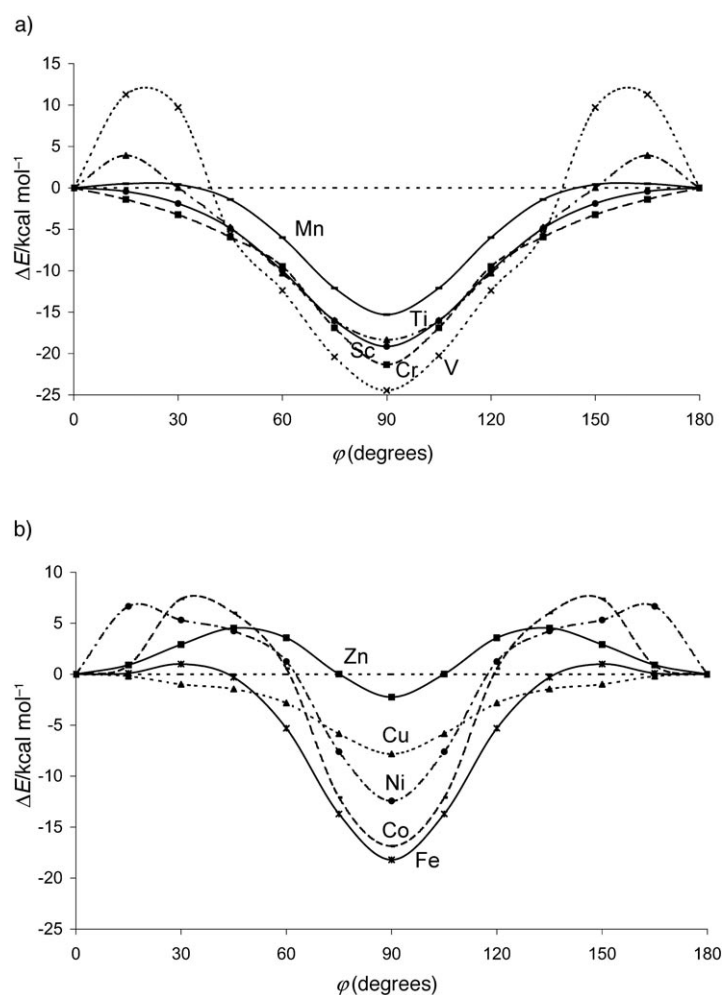 a)
15
10
5
0
-5
-10
-15
-20
-25
ΔE/kcal mol⁻¹
Mn
Ti
Sc
Cr
V
0 30 60 90 120 150 180
φ(degrees)
b)
10
5
0
-5
-10
-15
-20
-25
ΔE/kcal mol⁻¹
Zn
Cu
Ni
Co
Fe
0 30 60 90 120 150 180
φ(degrees)